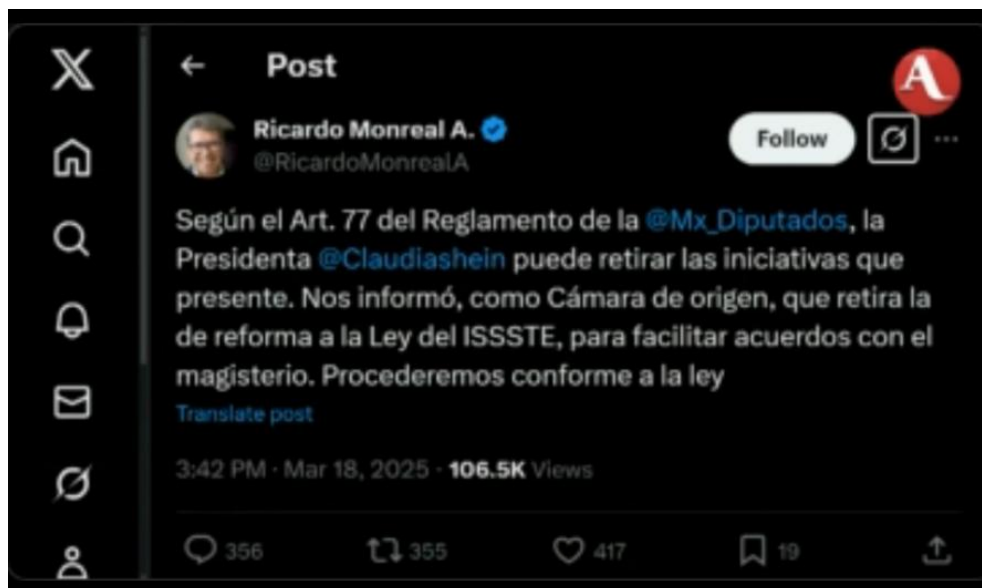 Post
A
Ricardo Monreal A.
@RicardoMonrealA
Follow
Según el Art. 77 del Reglamento de la @Mx_Diputados, la
Presidenta @Claudiashein puede retirar las iniciativas que
presente. Nos informó, como Cámara de origen, que retira la
de reforma a la Ley del ISSSTE, para facilitar acuerdos con el
magisterio. Procederemos conforme a la ley
Translate post
3:42 PM · Mar 18, 2025 · 106.5K Views
356 355 417 19